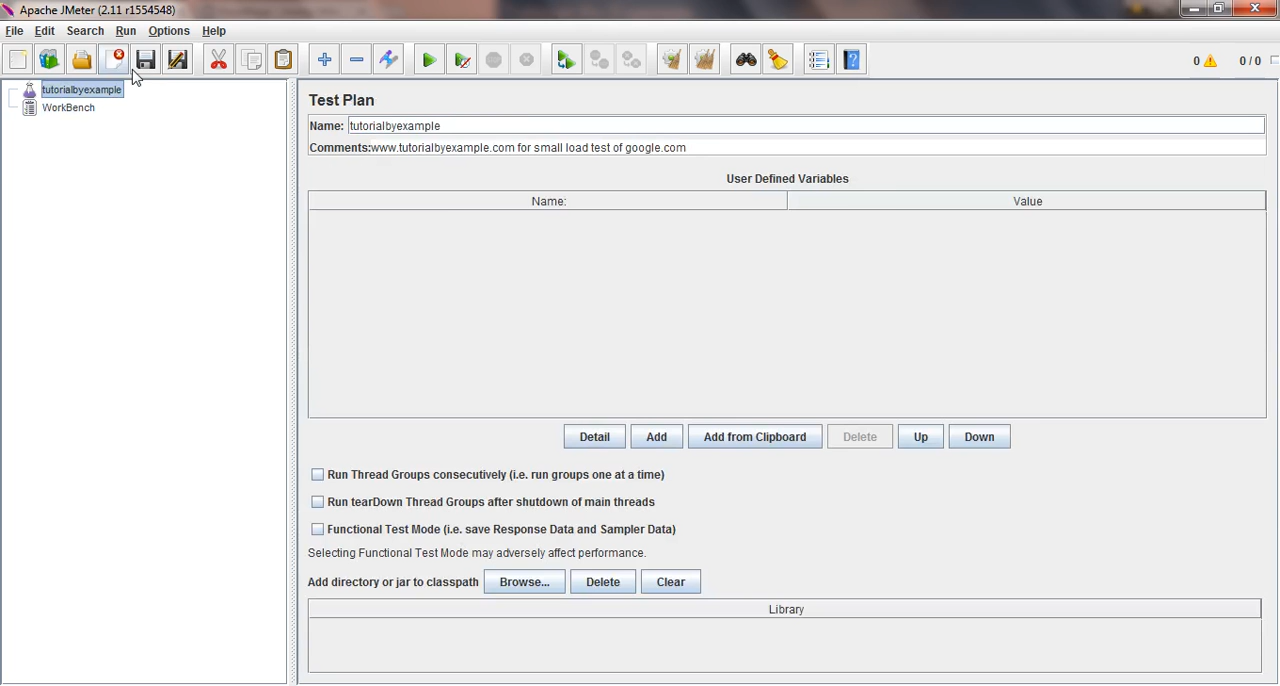 Apache JMeter (2.11 r1554548)
File Edit Search Run Options Help
0 0/0
tutorialbyexample
WorkBench
Test Plan
Name: tutorialbyexample
Comments:www.tutorialbyexample.com for small load test of google.com
User Defined Variables
Name: Value
Detail Add Add from Clipboard Delete Up Down
Run Thread Groups consecutively (i.e. run groups one at a time)
Run tearDown Thread Groups after shutdown of main threads
Functional Test Mode (i.e. save Response Data and Sampler Data)
Selecting Functional Test Mode may adversely affect performance.
Add directory or jar to classpath Browse... Delete Clear
Library